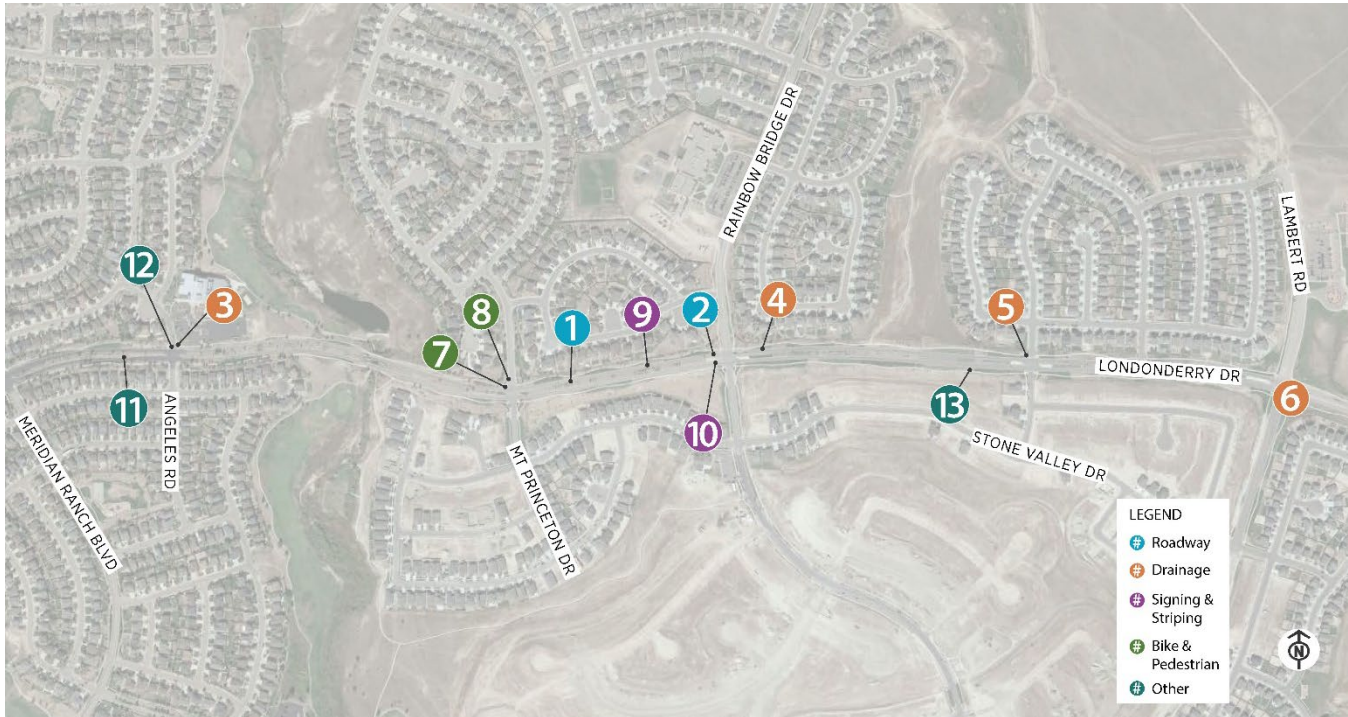 RAINBOW BRIDGE DR
LAMBERT RD
12
3
8
7
1
9
2
4
5
LONDONDERRY DR
6
11
ANGELES RD
MERIDIAN RANCH BLVD
10
13
STONE VALLEY DR
MT PRINCETON DR
LEGEND
# Roadway
# Drainage
# Signing &
Striping
# Bike &
Pedestrian
# Other
N